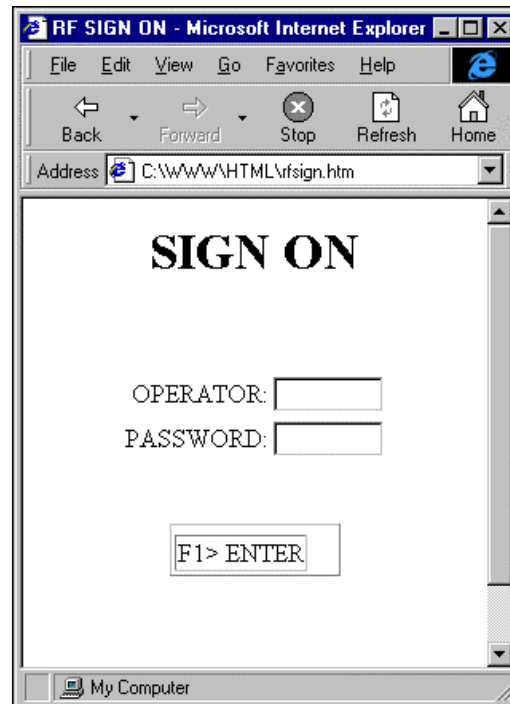 RF SIGN ON - Microsoft Internet Explorer
File Edit View Go Favorites Help
Back Forward Stop Refresh Home
Address C:\WWW\HTML\rfsign.htm
SIGN ON
OPERATOR:
PASSWORD:
F1> ENTER
My Computer